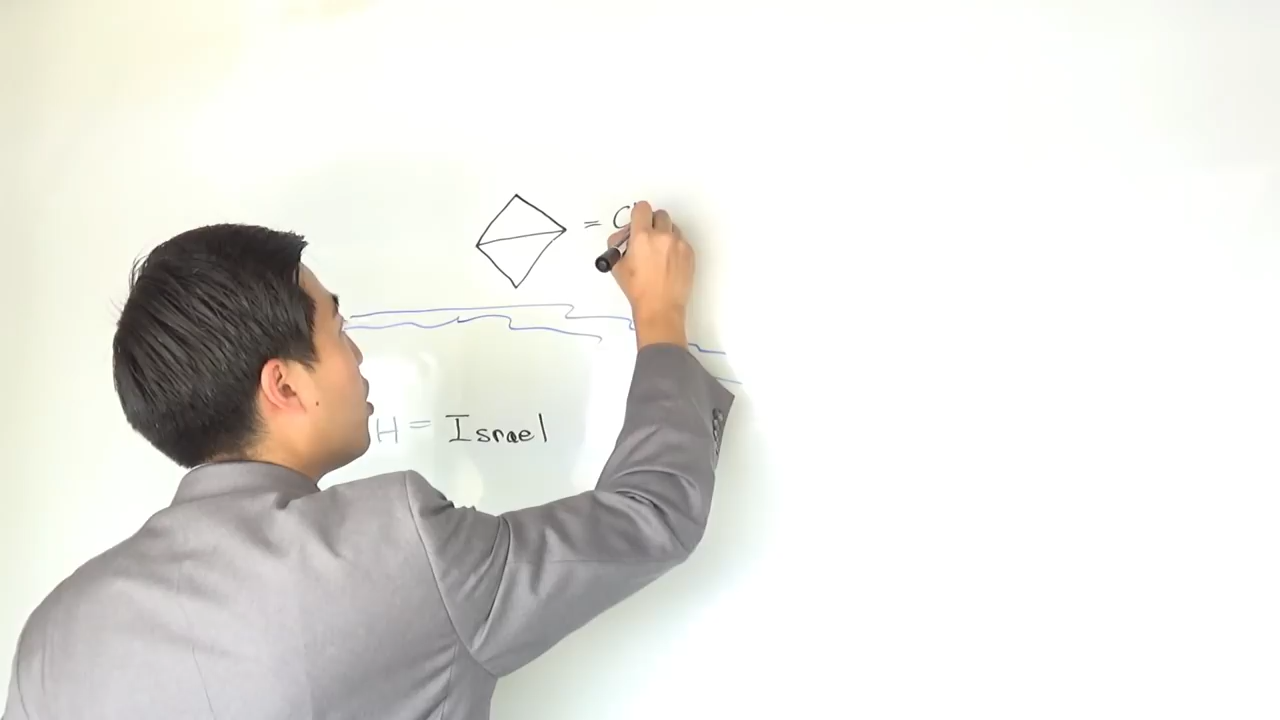 = C
H = Israel